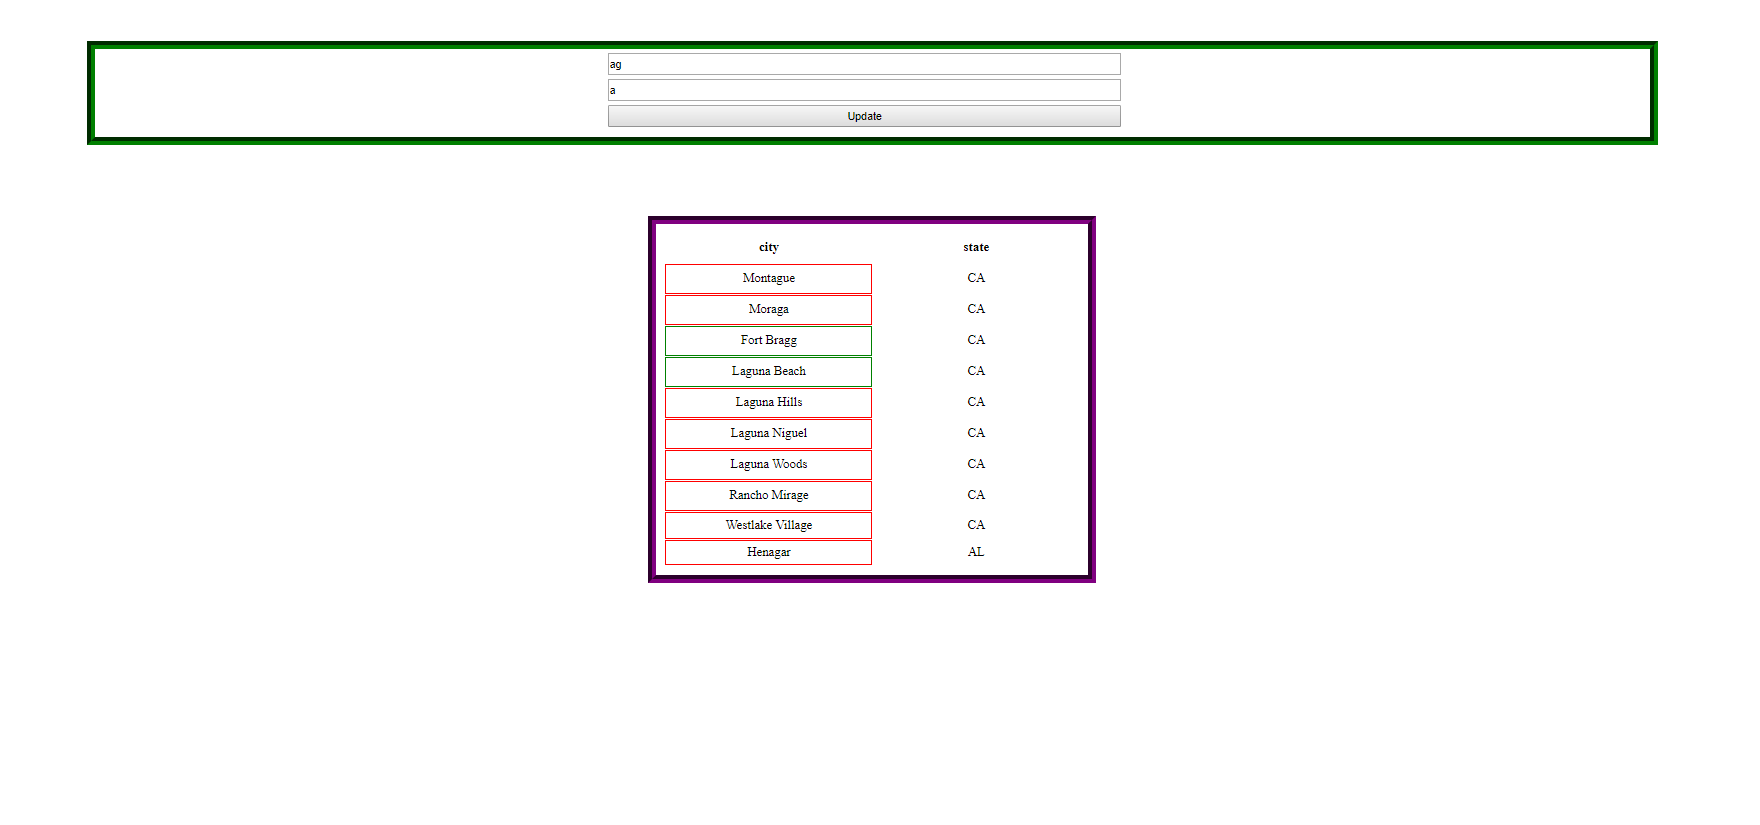 ag
a
Update
city state
Montague CA
Moraga CA
Fort Bragg CA
Laguna Beach CA
Laguna Hills CA
Laguna Niguel CA
Laguna Woods CA
Rancho Mirage CA
Westlake Village CA
Henagar AL